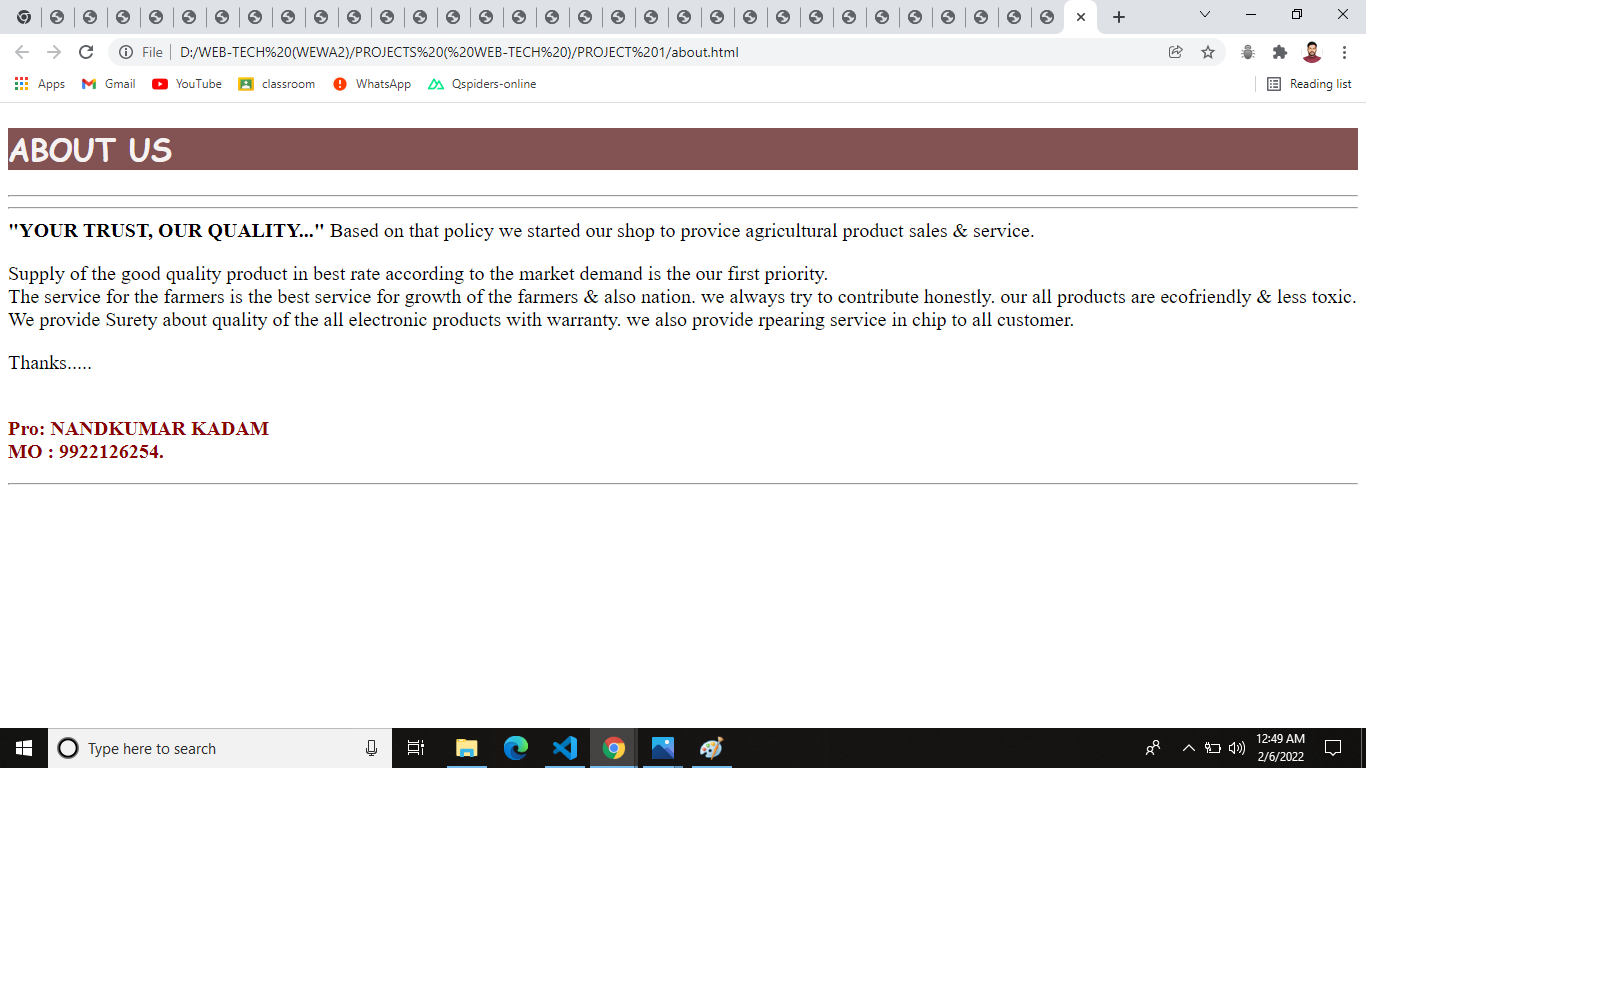 File D:/WEB-TECH%20(WEWA2)/PROJECTS%20(%20WEB-TECH%20)/PROJECT%201/about.html
Apps Gmail YouTube classroom WhatsApp Qspiders-online Reading list
ABOUT US
"YOUR TRUST, OUR QUALITY..." Based on that policy we started our shop to provice agricultural product sales & service.
Supply of the good quality product in best rate according to the market demand is the our first priority.
The service for the farmers is the best service for growth of the farmers & also nation. we always try to contribute honestly. our all products are ecofriendly & less toxic.
We provide Surety about quality of the all electronic products with warranty. we also provide rpearing service in chip to all customer.
Thanks.....
Pro: NANDKUMAR KADAM
MO : 9922126254.
Type here to search
12:49 AM
2/6/2022